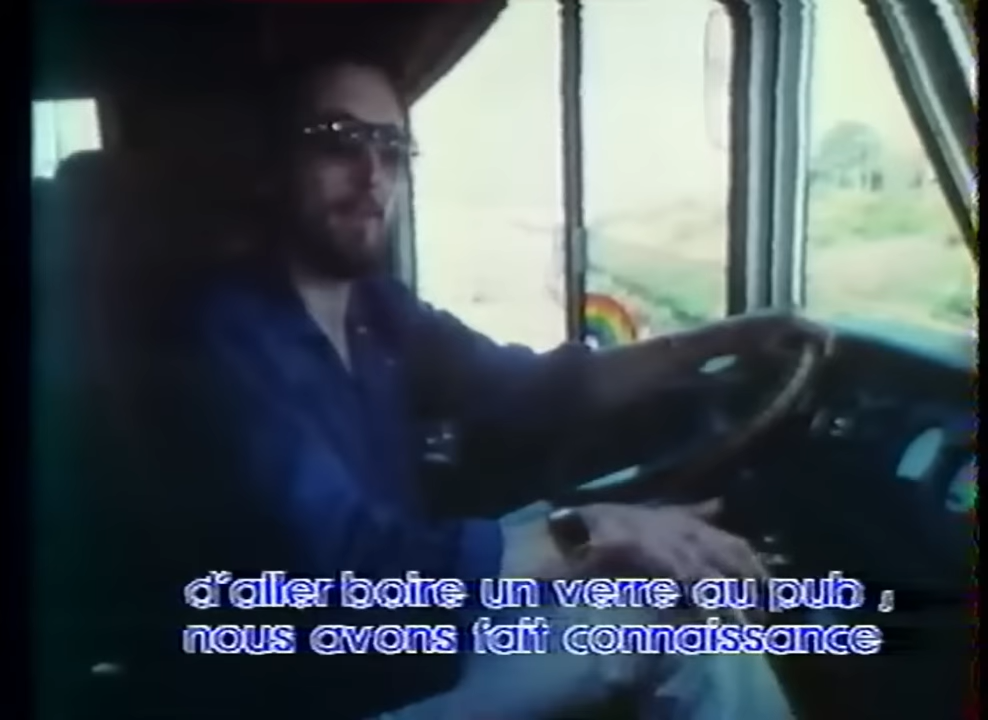 d'aller boire un verre au pub,
nous avons fait connaissance